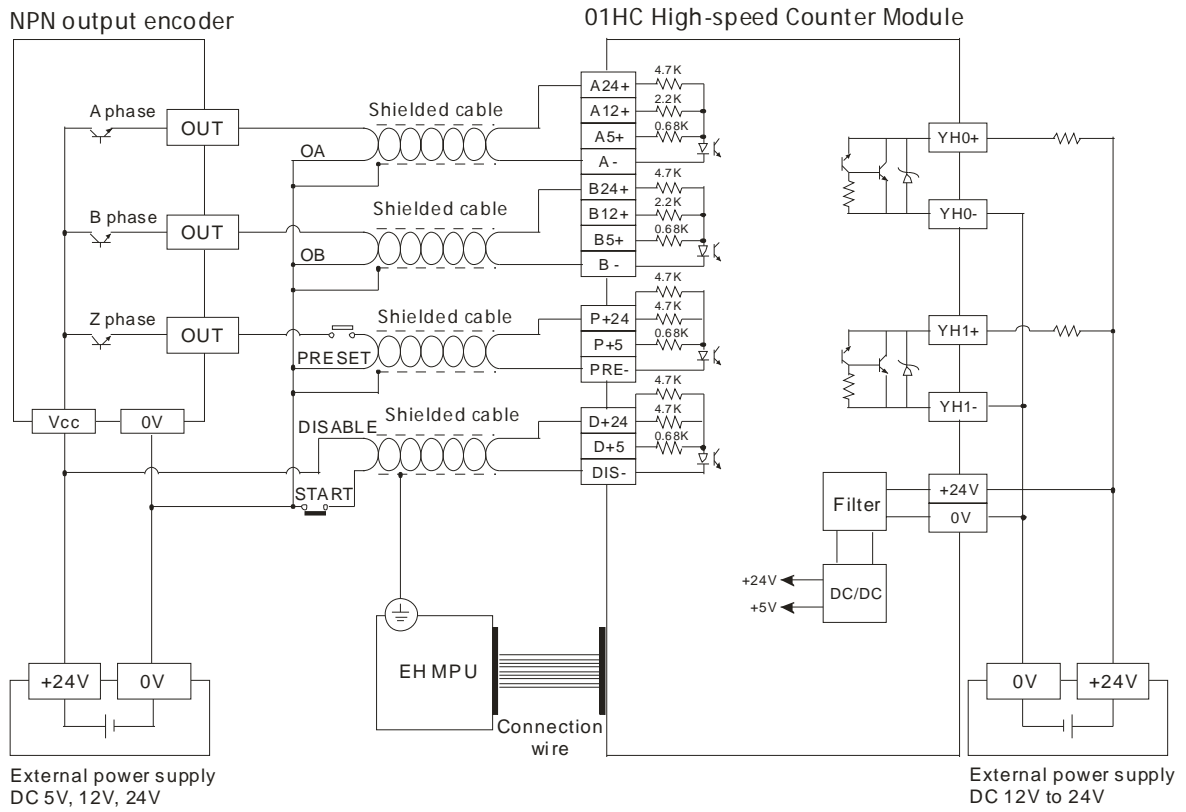 NPN output encoder
01HC High-speed Counter Module
A phase
OUT
OA
Shielded cable
A24+
A12+
A5+
A-
4.7K
2.2K
0.68K
B phase
OUT
OB
Shielded cable
B24+
B12+
B5+
B-
4.7K
2.2K
0.68K
Z phase
OUT
PRESET
Shielded cable
P+24
P+5
PRE-
4.7K
4.7K
0.68K
Vcc
0V
DISABLE
START
Shielded cable
D+24
D+5
DIS-
4.7K
4.7K
0.68K
YH0+
YH0-
YH1+
YH1-
+24V
0V
Filter
DC/DC
+24V
+5V
EH MPU
Connection
wire
+24V
0V
External power supply
DC 5V, 12V, 24V
0V
+24V
External power supply
DC 12V to 24V